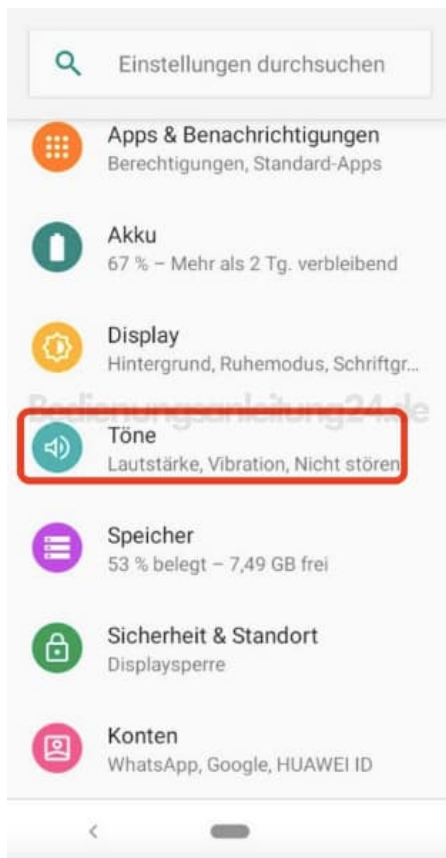 Einstellungen durchsuchen
Apps & Benachrichtigungen
Berechtigungen, Standard-Apps
Akku
67 % – Mehr als 2 Tg. verbleibend
Display
Hintergrund, Ruhemodus, Schriftgr...
Bedienungsanleitung24.de
Töne
Lautstärke, Vibration, Nicht stören
Speicher
53 % belegt – 7,49 GB frei
Sicherheit & Standort
Displaysperre
Konten
WhatsApp, Google, HUAWEI ID